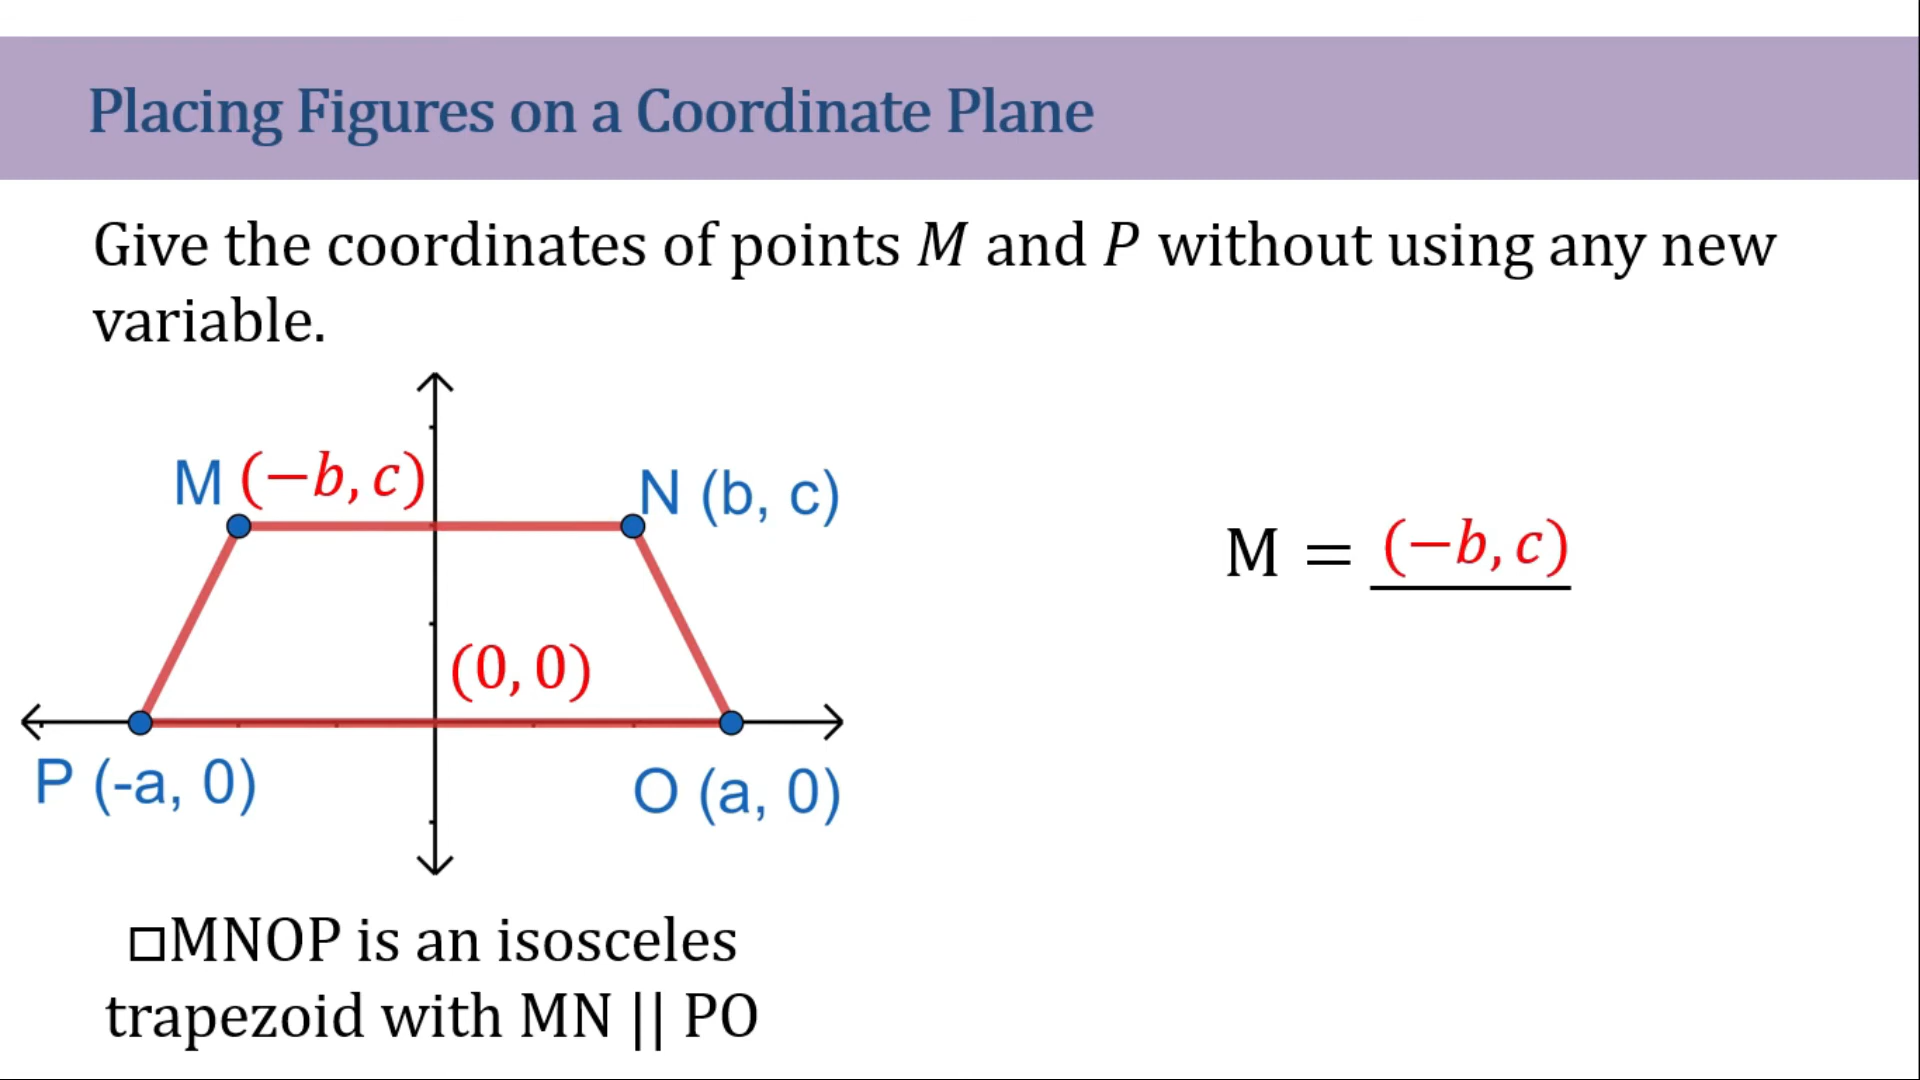 Placing Figures on a Coordinate Plane
Give the coordinates of points M and P without using any new
variable.
M (−b, c)
N (b, c)
M = (−b, c)
(0, 0)
P (-a, 0)
O (a, 0)
□MNOP is an isosceles
trapezoid with MN || PO